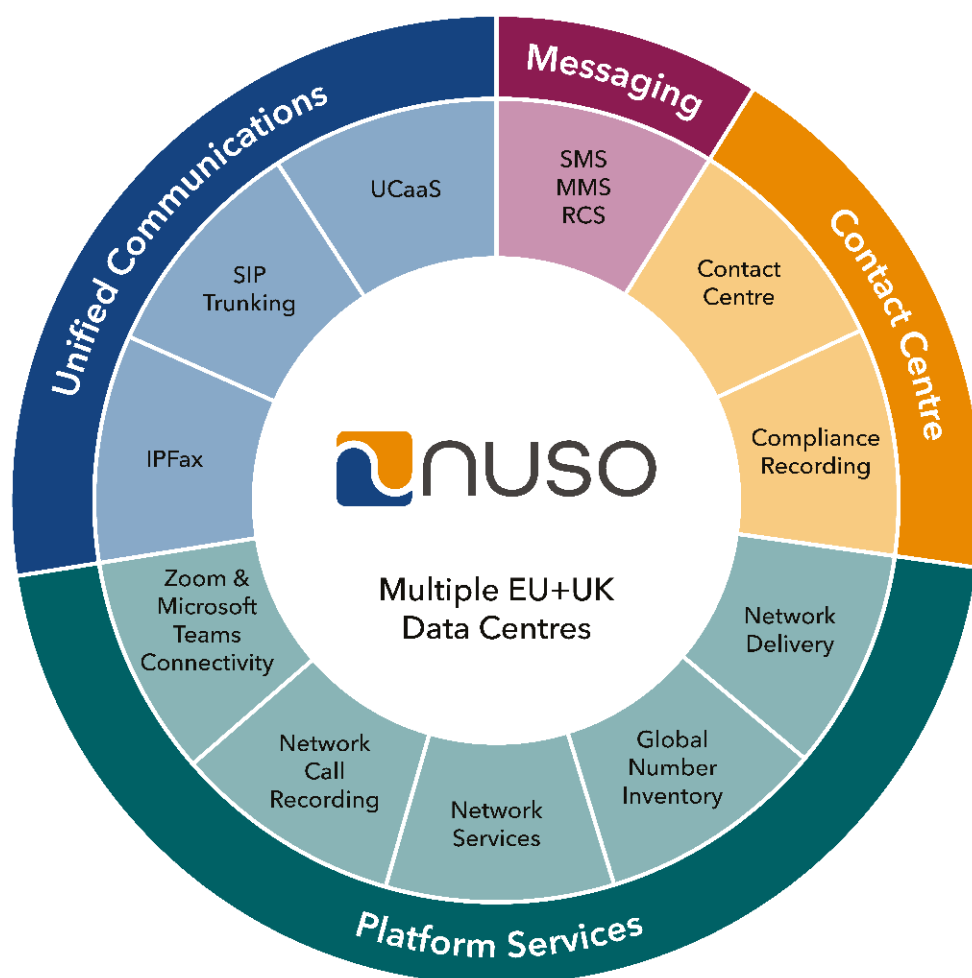 Unified Communications
Messaging
Contact Centre
Platform Services
UCaaS
SMS
MMS
RCS
SIP
Trunking
Contact
Centre
IPFax
Compliance
Recording
nuso
Multiple EU+UK
Data Centres
Zoom &
Microsoft
Teams
Connectivity
Network
Delivery
Network
Call
Recording
Network
Services
Global
Number
Inventory